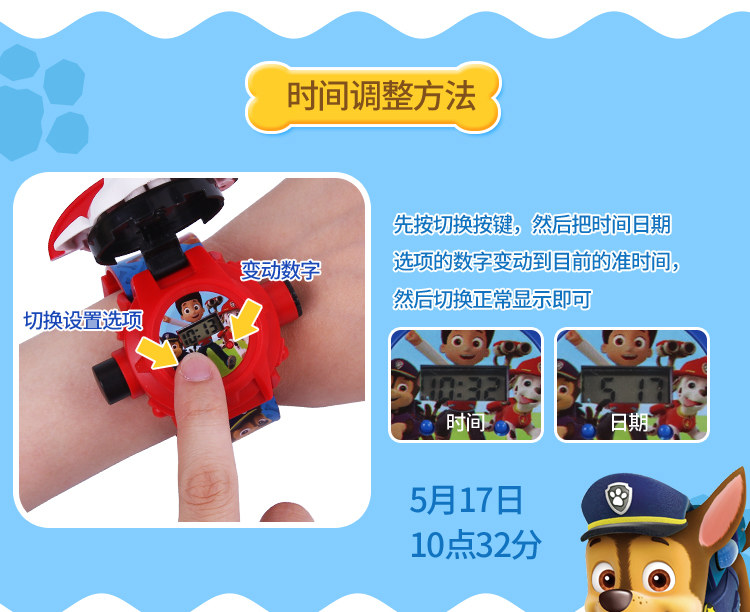 时间调整方法
变动数字
切换设置选项
10:13
先按切换按键，然后把时间日期
选项的数字变动到目前的准时间，
然后切换正常显示即可
10:32
时间
5 17
日期
5月17日
10点32分